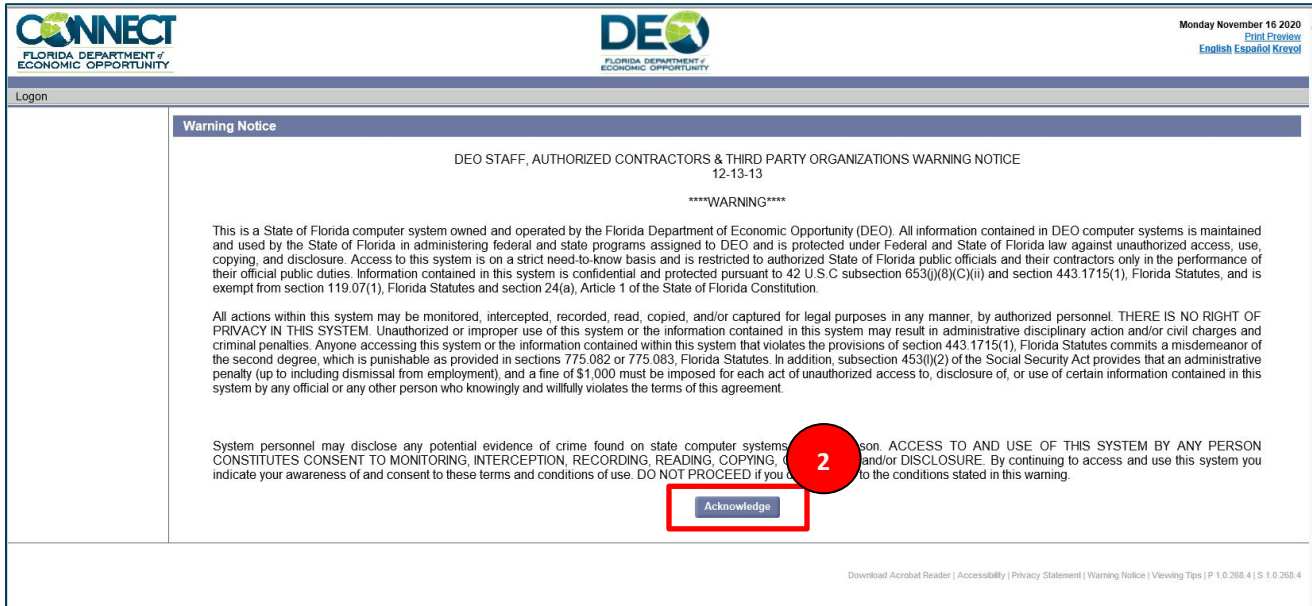 CONNECT
FLORIDA DEPARTMENT of
ECONOMIC OPPORTUNITY
DEO
FLORIDA DEPARTMENT of
ECONOMIC OPPORTUNITY
Monday November 16 2020
Print Preview
English Español Kreyol
Logon
Warning Notice
DEO STAFF, AUTHORIZED CONTRACTORS & THIRD PARTY ORGANIZATIONS WARNING NOTICE
12-13-13
****WARNING****
This is a State of Florida computer system owned and operated by the Florida Department of Economic Opportunity (DEO). All information contained in DEO computer systems is maintained
and used by the State of Florida in administering federal and state programs assigned to DEO and is protected under Federal and State of Florida law against unauthorized access, use,
copying, and disclosure. Access to this system is on a strict need-to-know basis and is restricted to authorized State of Florida public officials and their contractors only in the performance of
their official public duties. Information contained in this system is confidential and protected pursuant to 42 U.S.C subsection 653(j)(8)(C)(ii) and section 443.1715(1), Florida Statutes, and is
exempt from section 119.07(1), Florida Statutes and section 24(a), Article 1 of the State of Florida Constitution.
All actions within this system may be monitored, intercepted, recorded, read, copied, and/or captured for legal purposes in any manner, by authorized personnel. THERE IS NO RIGHT OF
PRIVACY IN THIS SYSTEM. Unauthorized or improper use of this system or the information contained in this system may result in administrative disciplinary action and/or civil charges and
criminal penalties. Anyone accessing this system or the information contained within this system that violates the provisions of section 443.1715(1), Florida Statutes commits a misdemeanor of
the second degree, which is punishable as provided in sections 775.082 or 775.083, Florida Statutes. In addition, subsection 453(l)(2) of the Social Security Act provides that an administrative
penalty (up to including dismissal from employment), and a fine of $1,000 must be imposed for each act of unauthorized access to, disclosure of, or use of certain information contained in this
system by any official or any other person who knowingly and willfully violates the terms of this agreement.
System personnel may disclose any potential evidence of crime found on state computer systems son. ACCESS TO AND USE OF THIS SYSTEM BY ANY PERSON
CONSTITUTES CONSENT TO MONITORING, INTERCEPTION, RECORDING, READING, COPYING, 2 and/or DISCLOSURE. By continuing to access and use this system you
indicate your awareness of and consent to these terms and conditions of use. DO NOT PROCEED if you to the conditions stated in this warning.
Acknowledge
Download Acrobat Reader | Accessibility | Privacy Statement | Warning Notice | Viewing Tips | P 1.0.268.4 | S 1.0.268.4